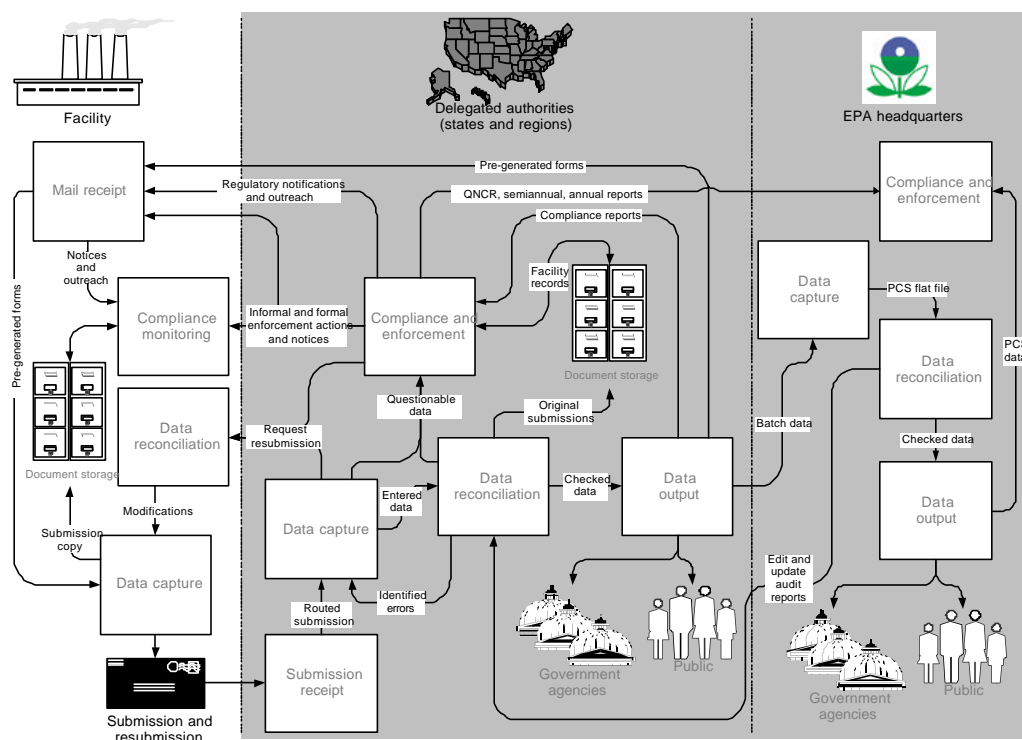 Facility
Delegated authorities
(states and regions)
EPA headquarters
Mail receipt
Pre-generated forms
Regulatory notifications
and outreach
QNCR, semiannual, annual reports
Compliance reports
Compliance and
enforcement
Notices
and
outreach
Pre-generated forms
Compliance
monitoring
Informal and formal
enforcement actions
and notices
Compliance and
enforcement
Facility
records
Document storage
Data
capture
PCS flat file
Data
reconciliation
PCS
data
Document storage
Data
reconciliation
Request
resubmission
Questionable
data
Original
submissions
Batch data
Checked data
Modifications
Submission
copy
Data capture
Data capture
Entered
data
Data
reconciliation
Checked
data
Data
output
Data
output
Routed
submission
Identified
errors
Edit and
update
audit
reports
Submission
receipt
Government
agencies
Public
Government
agencies
Public
Submission and
resubmission